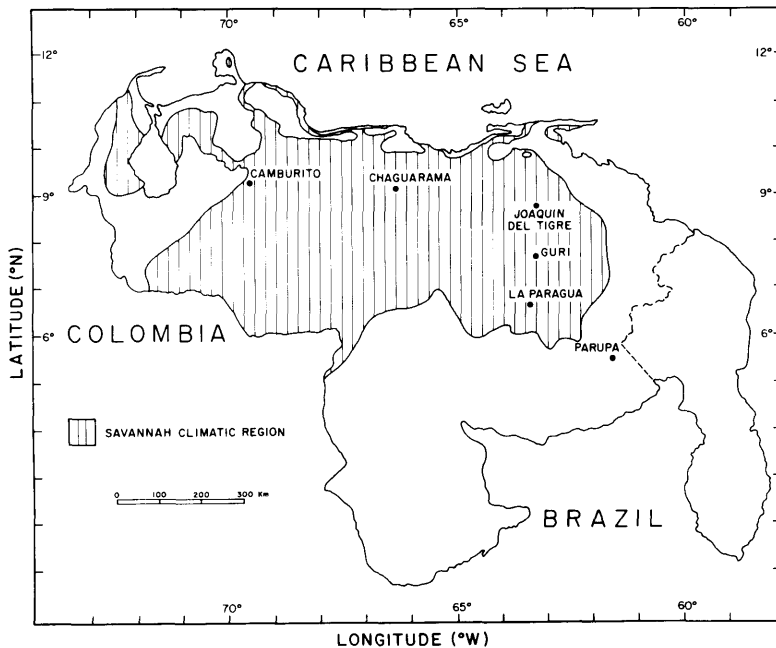 70° 65° 60°
CARIBBEAN SEA
12° 12°
CAMBURITO
CHAGUARAMA
9° 9°
JOAQUIN
DEL TIGRE
GURI
LA PARAGUA
COLOMBIA
6° 6°
PARUPA
SAVANNAH CLIMATIC REGION
0 100 200 300 Km
BRAZIL
70° 65° 60°
LONGITUDE (°W)
LATITUDE (°N)